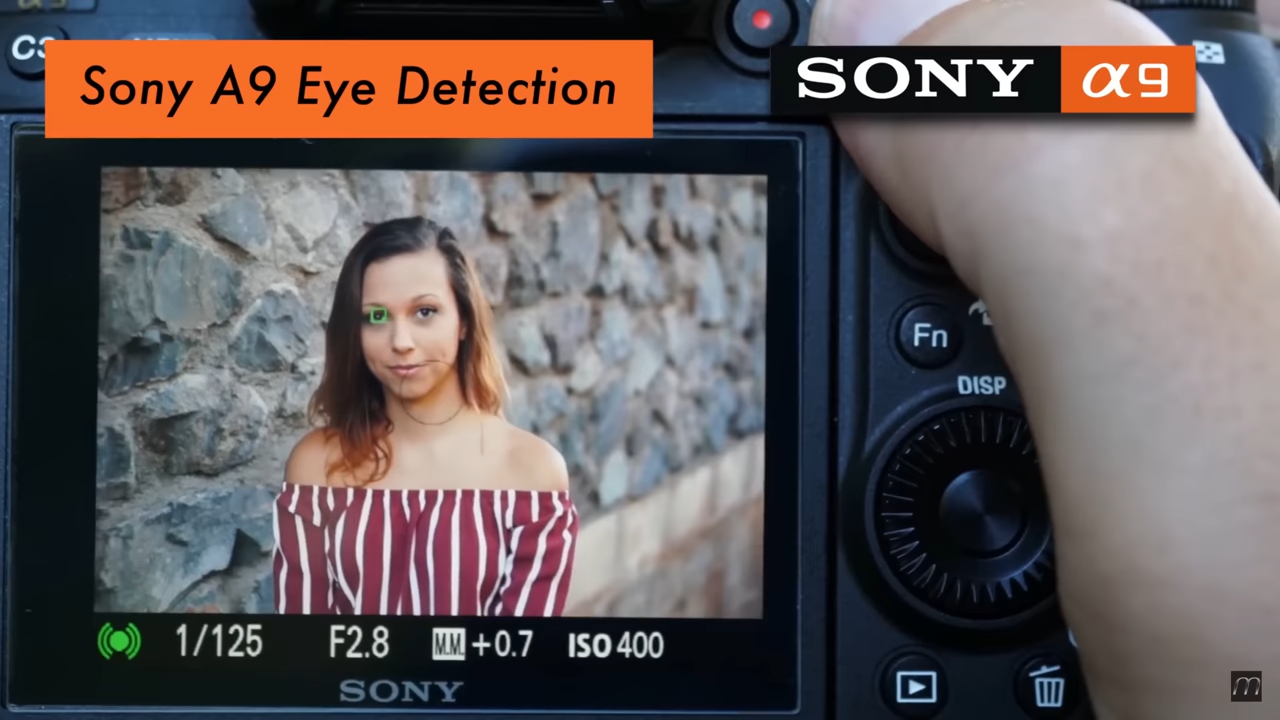 C3
Sony A9 Eye Detection
SONY α9
Fn
DISP
1/125 F2.8 M.M. +0.7 ISO 400
SONY
m